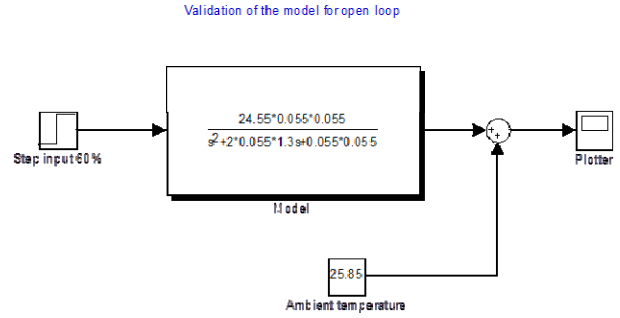 Validation of the model for open loop
24.55*0.055*0.055
s²+2*0.055*1.3s+0.055*0.055
Step input 60%
Model
+
+
Plotter
25.85
Ambient temperature